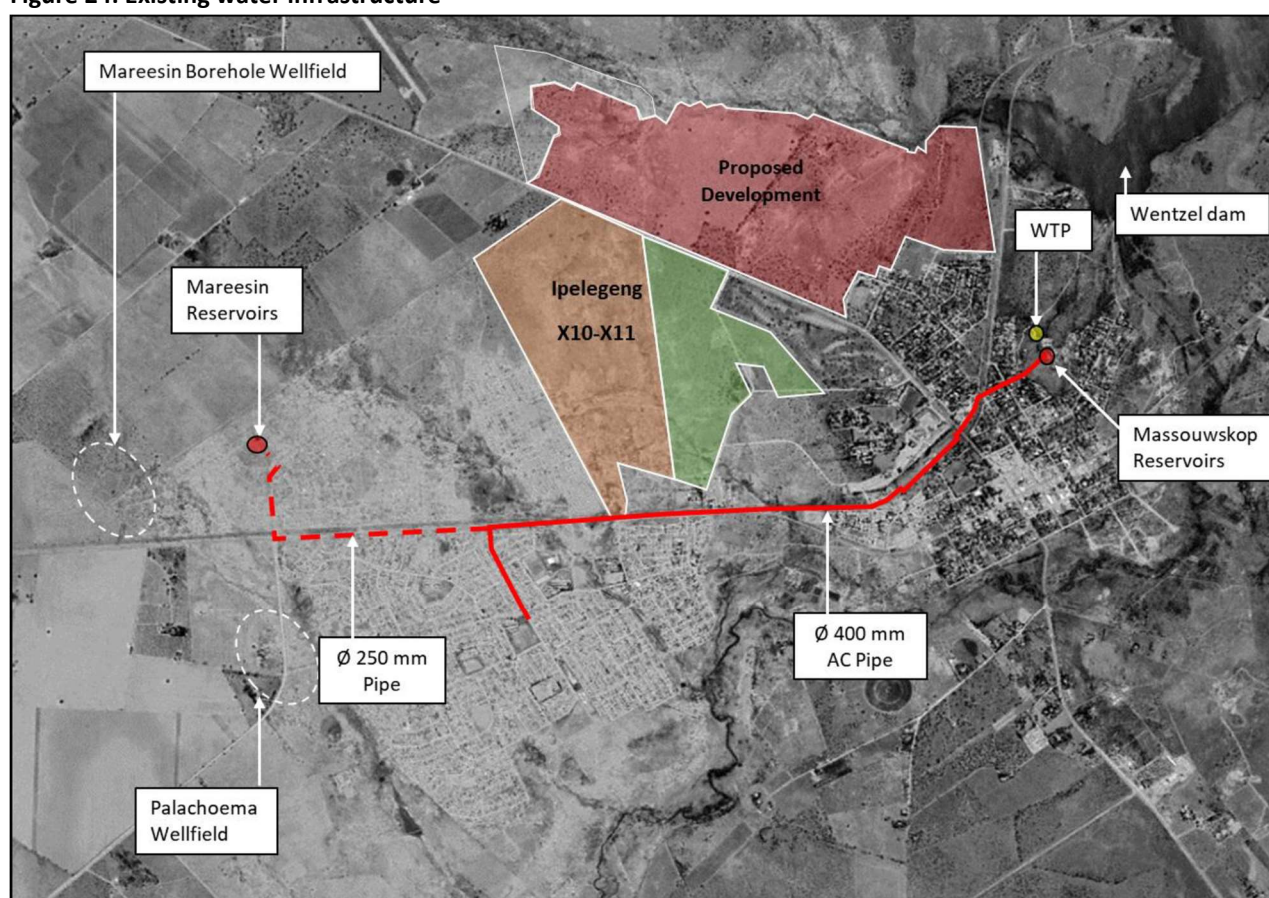 Figure Existing water infrastructure
Mareesin Borehole Wellfield
Proposed
Development
Wentzel dam
WTP
Mareesin
Reservoirs
Ipelegeng
X10-X11
Massouwskop
Reservoirs
Ø 250 mm
Pipe
Ø 400 mm
AC Pipe
Palachoema
Wellfield